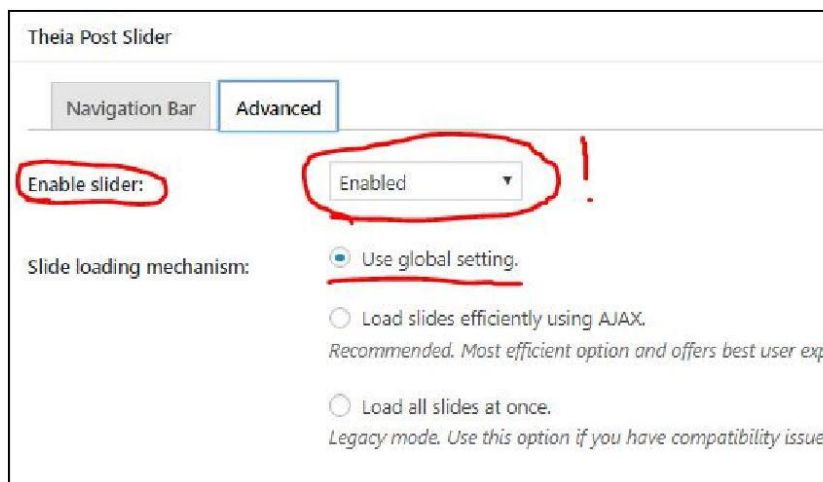 Theia Post Slider
Navigation Bar Advanced
Enable slider: Enabled !
Slide loading mechanism: Use global setting.
Load slides efficiently using AJAX.
Recommended. Most efficient option and offers best user exp
Load all slides at once.
Legacy mode. Use this option if you have compatibility issue